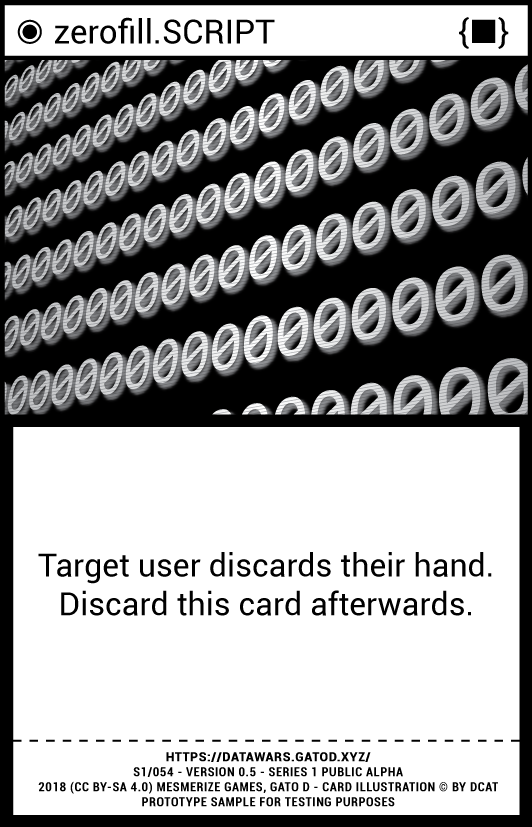 zerofill.SCRIPT {■}
Target user discards their hand.
Discard this card afterwards.
HTTPS://DATAWARS.GATOD.XYZ/
S1/054 - VERSION 0.5 - SERIES 1 PUBLIC ALPHA
2018 (CC BY-SA 4.0) MESMERIZE GAMES, GATO D - CARD ILLUSTRATION © BY DCAT
PROTOTYPE SAMPLE FOR TESTING PURPOSES